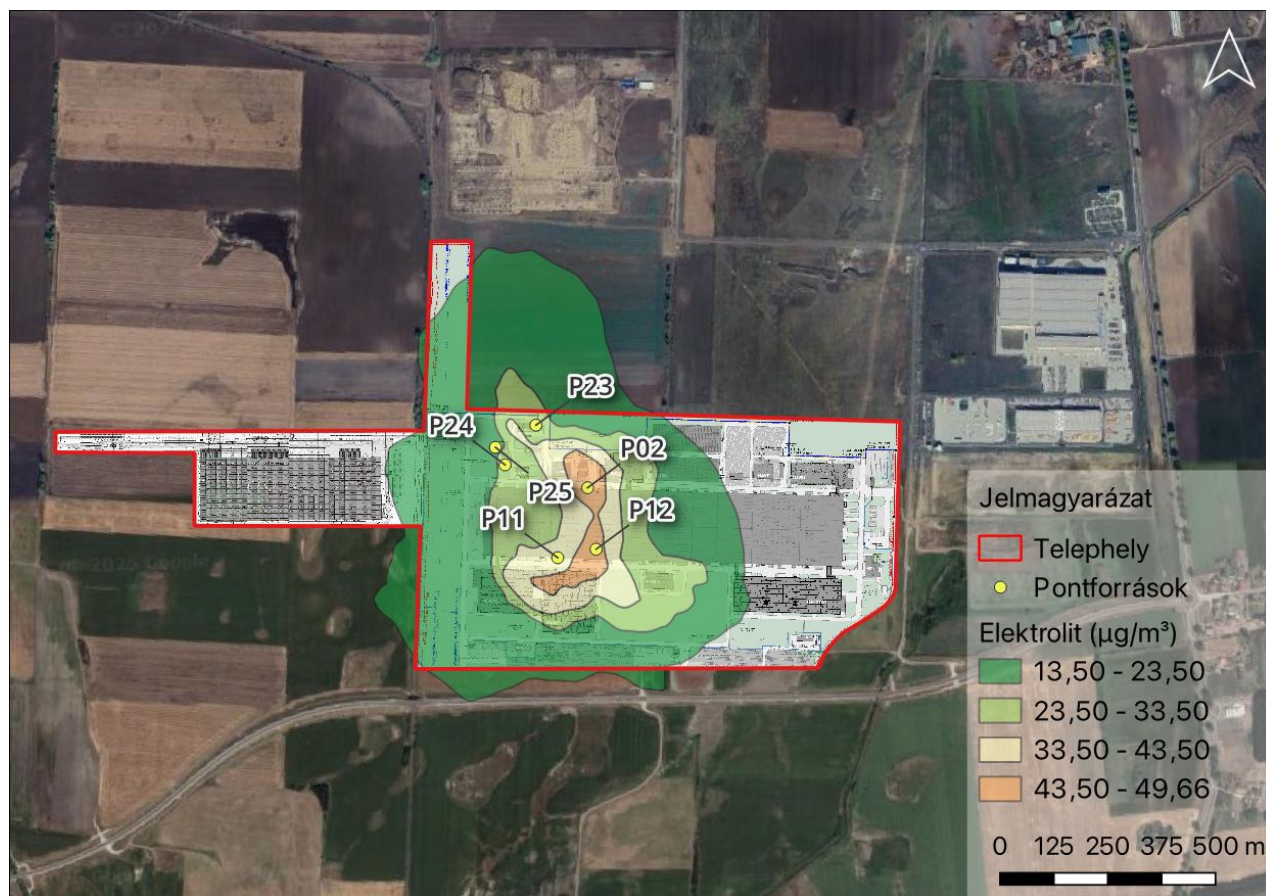 P23
P24
P02
P25
P11
P12
Jelmagyarázat
Telephely
Pontforrások
Elektrolit (µg/m³)
13,50 - 23,50
23,50 - 33,50
33,50 - 43,50
43,50 - 49,66
0 125 250 375 500 m